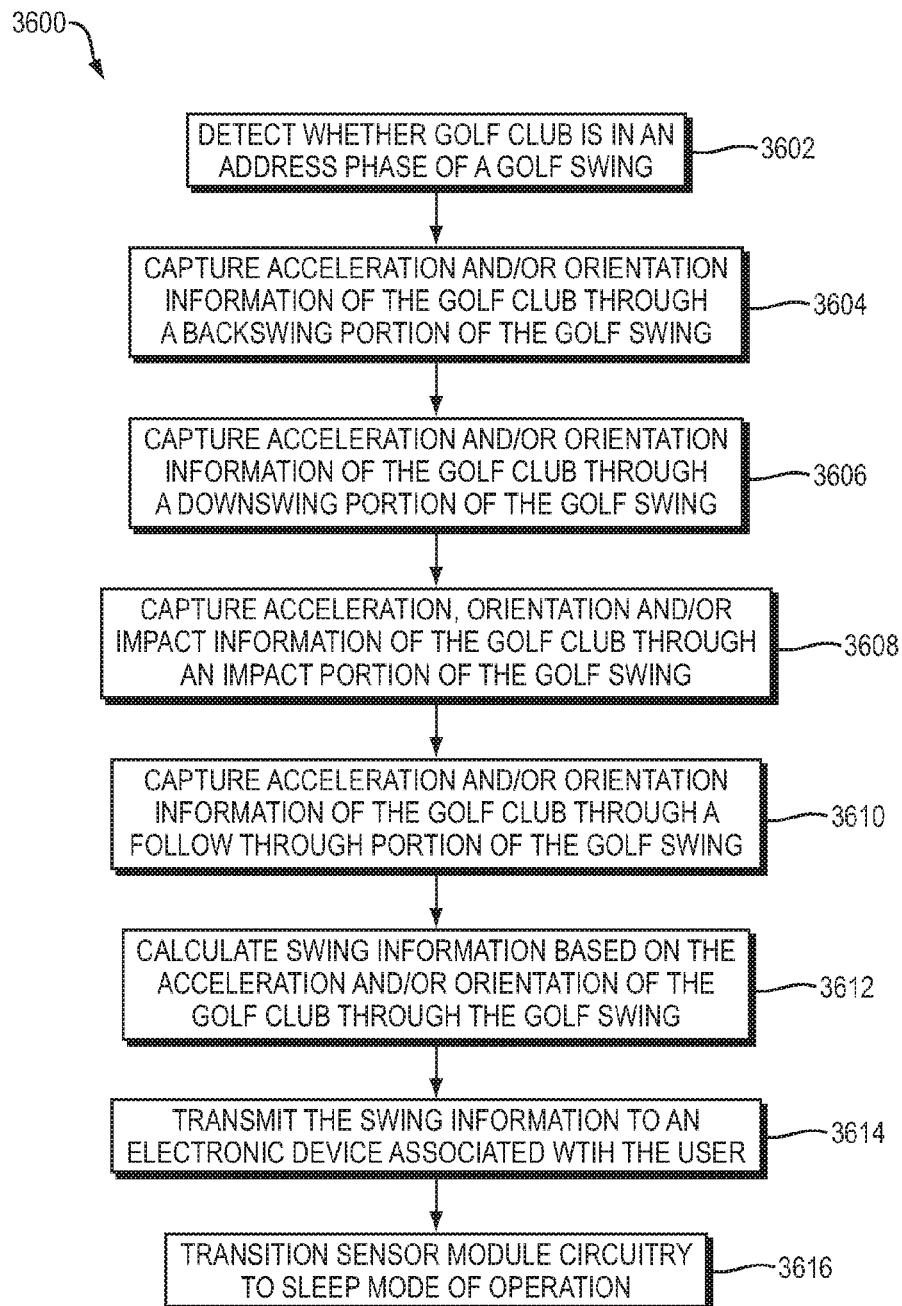 3600
DETECT WHETHER GOLF CLUB IS IN AN
ADDRESS PHASE OF A GOLF SWING
3602
CAPTURE ACCELERATION AND/OR ORIENTATION
INFORMATION OF THE GOLF CLUB THROUGH
A BACKSWING PORTION OF THE GOLF SWING
3604
CAPTURE ACCELERATION AND/OR ORIENTATION
INFORMATION OF THE GOLF CLUB THROUGH
A DOWNSWING PORTION OF THE GOLF SWING
3606
CAPTURE ACCELERATION, ORIENTATION AND/OR
IMPACT INFORMATION OF THE GOLF CLUB THROUGH
AN IMPACT PORTION OF THE GOLF SWING
3608
CAPTURE ACCELERATION AND/OR ORIENTATION
INFORMATION OF THE GOLF CLUB THROUGH A
FOLLOW THROUGH PORTION OF THE GOLF SWING
3610
CALCULATE SWING INFORMATION BASED ON THE
ACCELERATION AND/OR ORIENTATION OF THE
GOLF CLUB THROUGH THE GOLF SWING
3612
TRANSMIT THE SWING INFORMATION TO AN
ELECTRONIC DEVICE ASSOCIATED WTIH THE USER
3614
TRANSITION SENSOR MODULE CIRCUITRY
TO SLEEP MODE OF OPERATION
3616